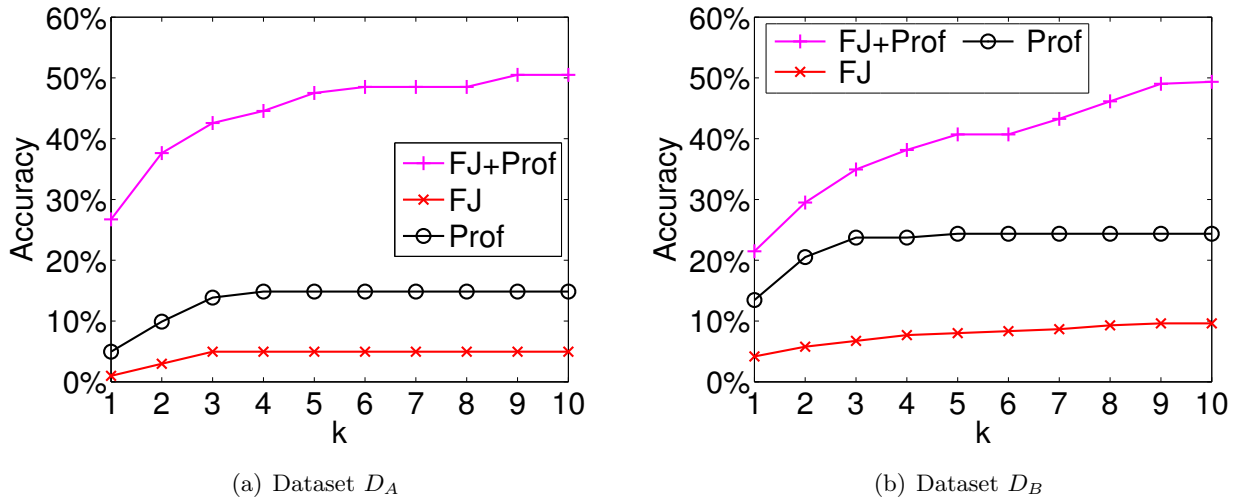 60%
50%
40%
30%
20%
10%
0%
Accuracy
FJ+Prof
FJ
Prof
1 2 3 4 5 6 7 8 9 10
k
(a) Dataset D_A
60%
50%
40%
30%
20%
10%
0%
Accuracy
FJ+Prof Prof
FJ
1 2 3 4 5 6 7 8 9 10
k
(b) Dataset D_B